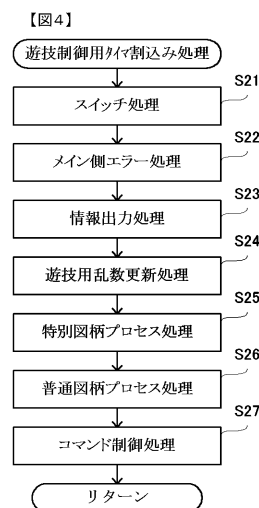 【図4】
遊技制御用タイマ割込み処理
S21
スイッチ処理
S22
メイン側エラー処理
S23
情報出力処理
S24
遊技用乱数更新処理
S25
特別図柄プロセス処理
S26
普通図柄プロセス処理
S27
コマンド制御処理
リターン